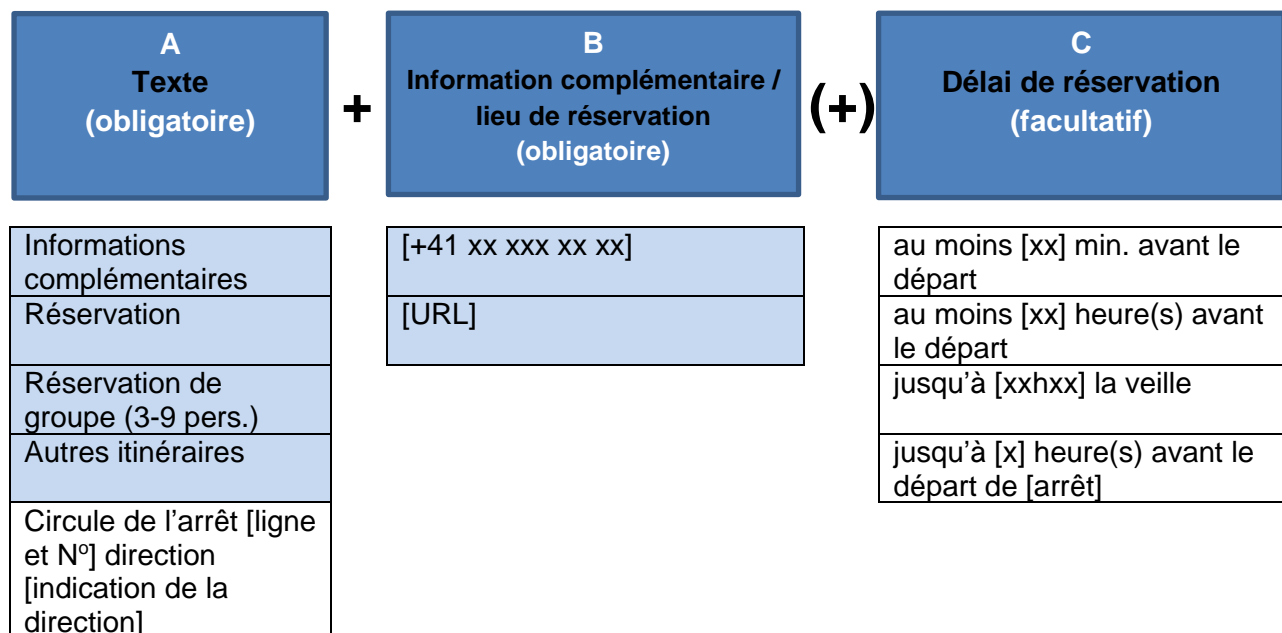 A
Texte
(obligatoire)
+
B
Information complémentaire /
lieu de réservation
(obligatoire)
(+)
C
Délai de réservation
(facultatif)
Informations
complémentaires
Réservation
Réservation de
groupe (3-9 pers.)
Autres itinéraires
Circule de l’arrêt [ligne
et Nº] direction
[indication de la
direction]
[+41 xx xxx xx xx]
[URL]
au moins [xx] min. avant le
départ
au moins [xx] heure(s) avant
le départ
jusqu’à [xxhxx] la veille
jusqu’à [x] heure(s) avant le
départ de [arrêt]